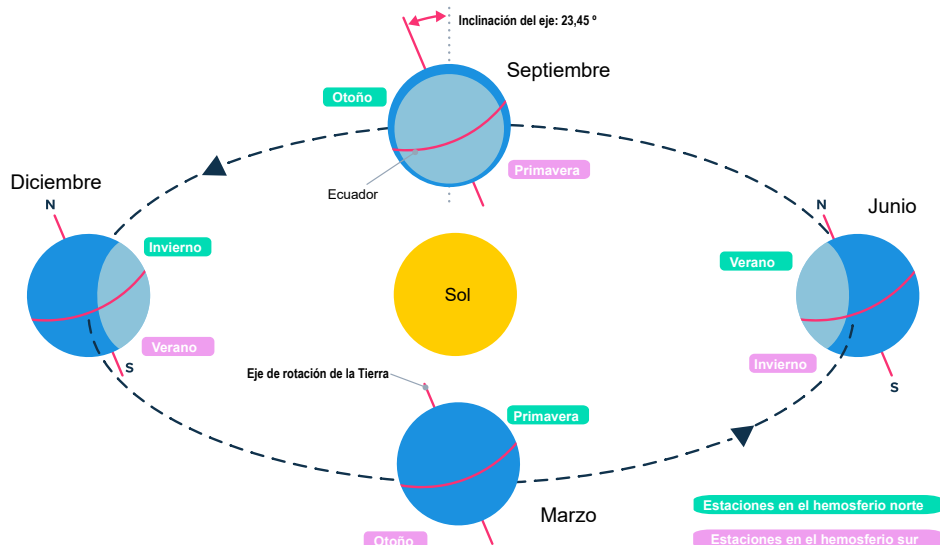 Inclinación del eje: 23,45 º
Septiembre
Otoño
Primavera
Ecuador
Diciembre
N
Invierno
Verano
S
Sol
Junio
N
Verano
Invierno
S
Eje de rotación de la Tierra
Primavera
Otoño
Marzo
Estaciones en el hemosferio norte
Estaciones en el hemosferio sur